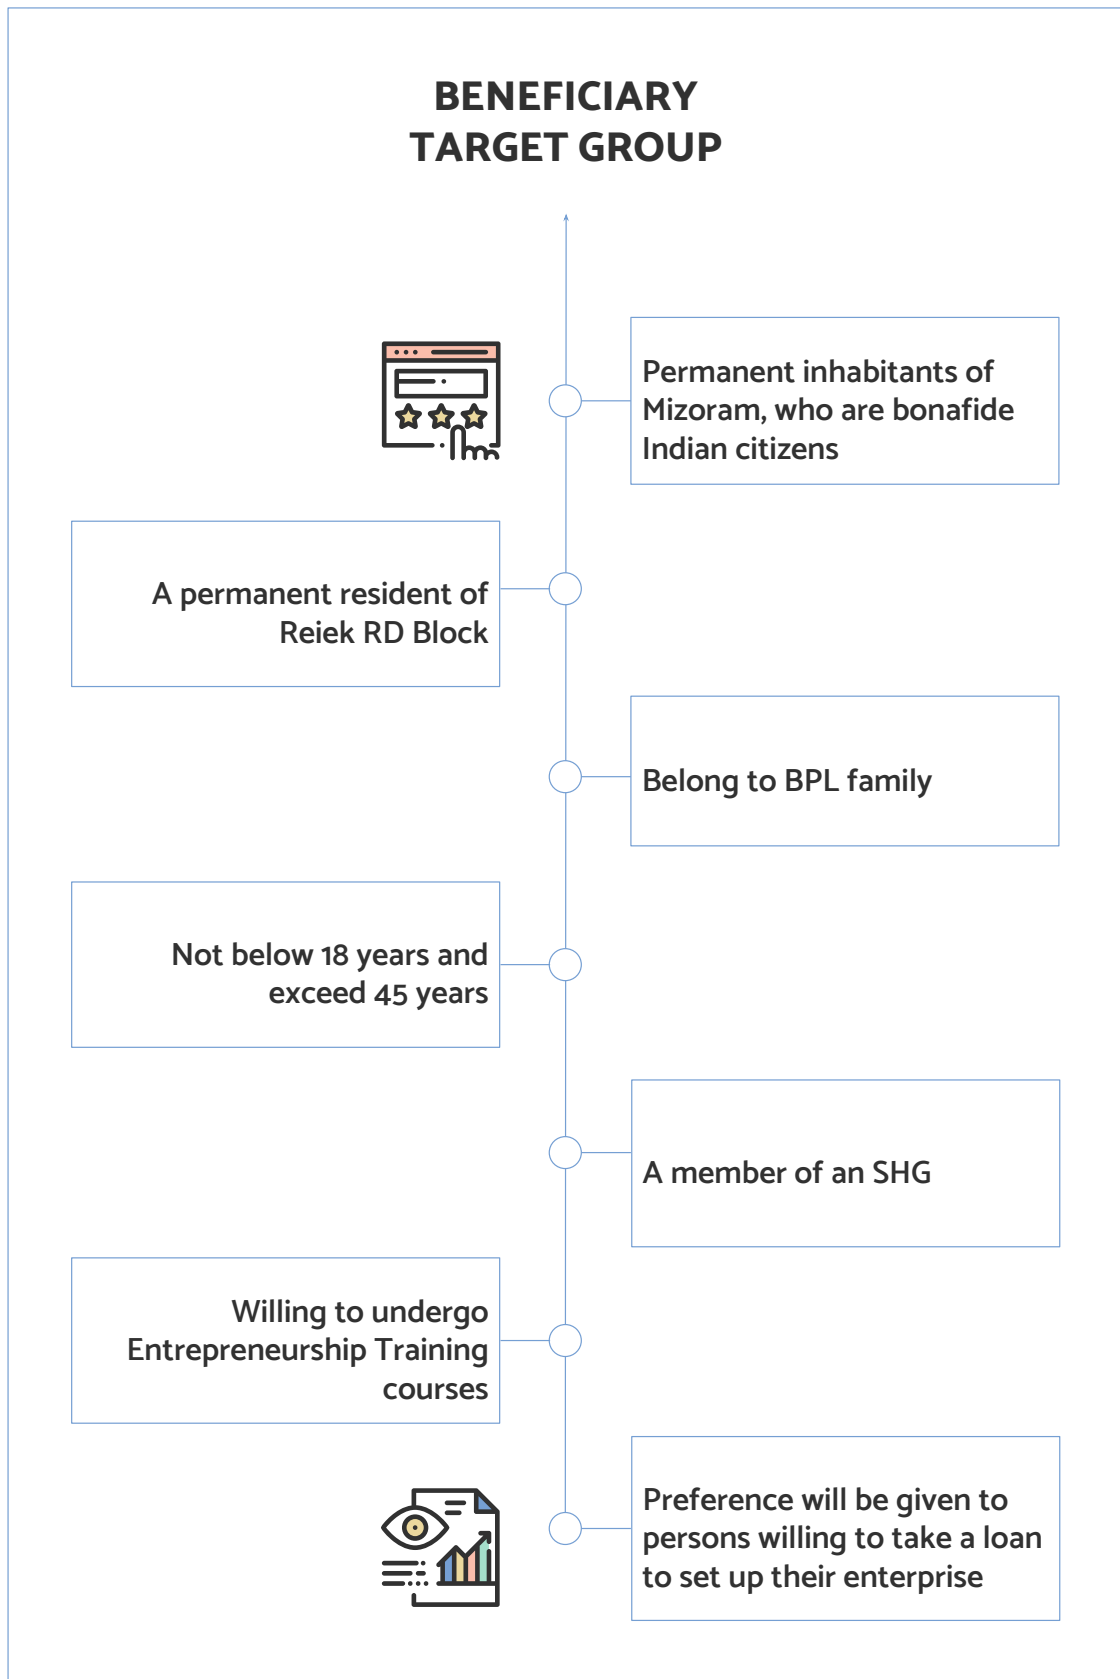 BENEFICIARY
TARGET GROUP
Permanent inhabitants of
Mizoram, who are bonafide
Indian citizens
A permanent resident of
Reiek RD Block
Belong to BPL family
Not below 18 years and
exceed 45 years
A member of an SHG
Willing to undergo
Entrepreneurship Training
courses
Preference will be given to
persons willing to take a loan
to set up their enterprise